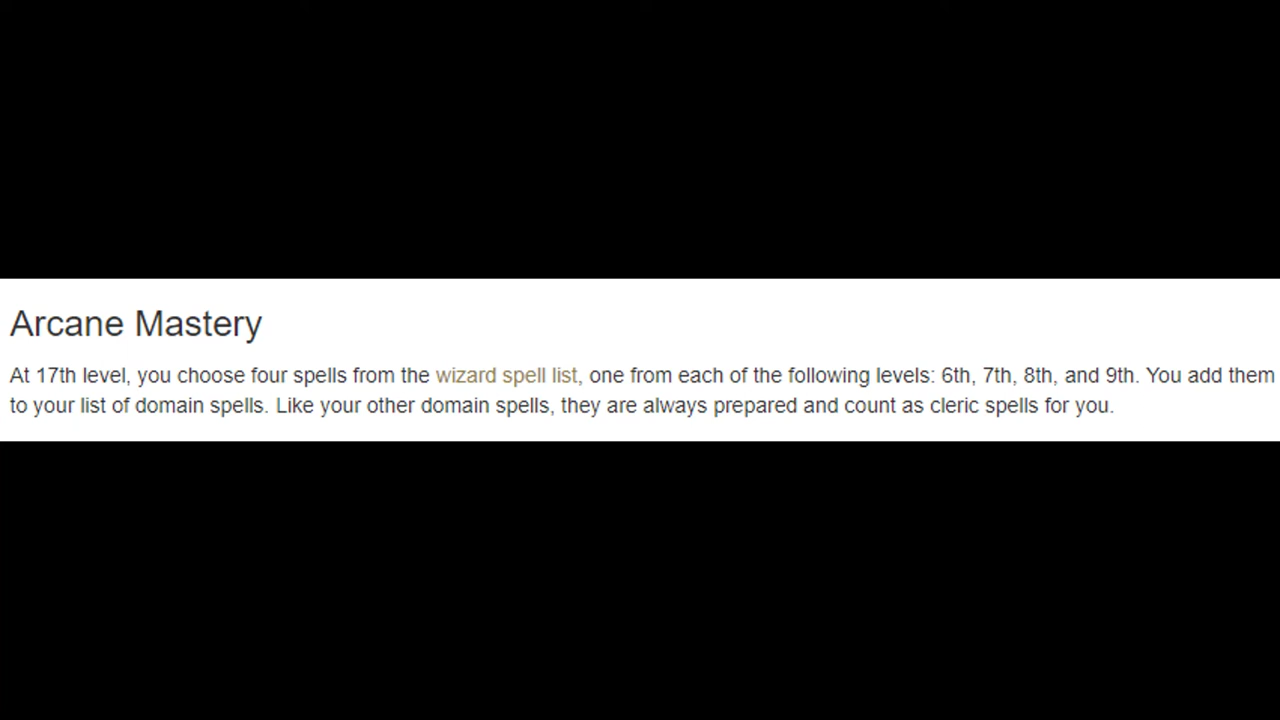 Arcane Mastery
At 17th level, you choose four spells from the wizard spell list, one from each of the following levels: 6th, 7th, 8th, and 9th. You add them
to your list of domain spells. Like your other domain spells, they are always prepared and count as cleric spells for you.